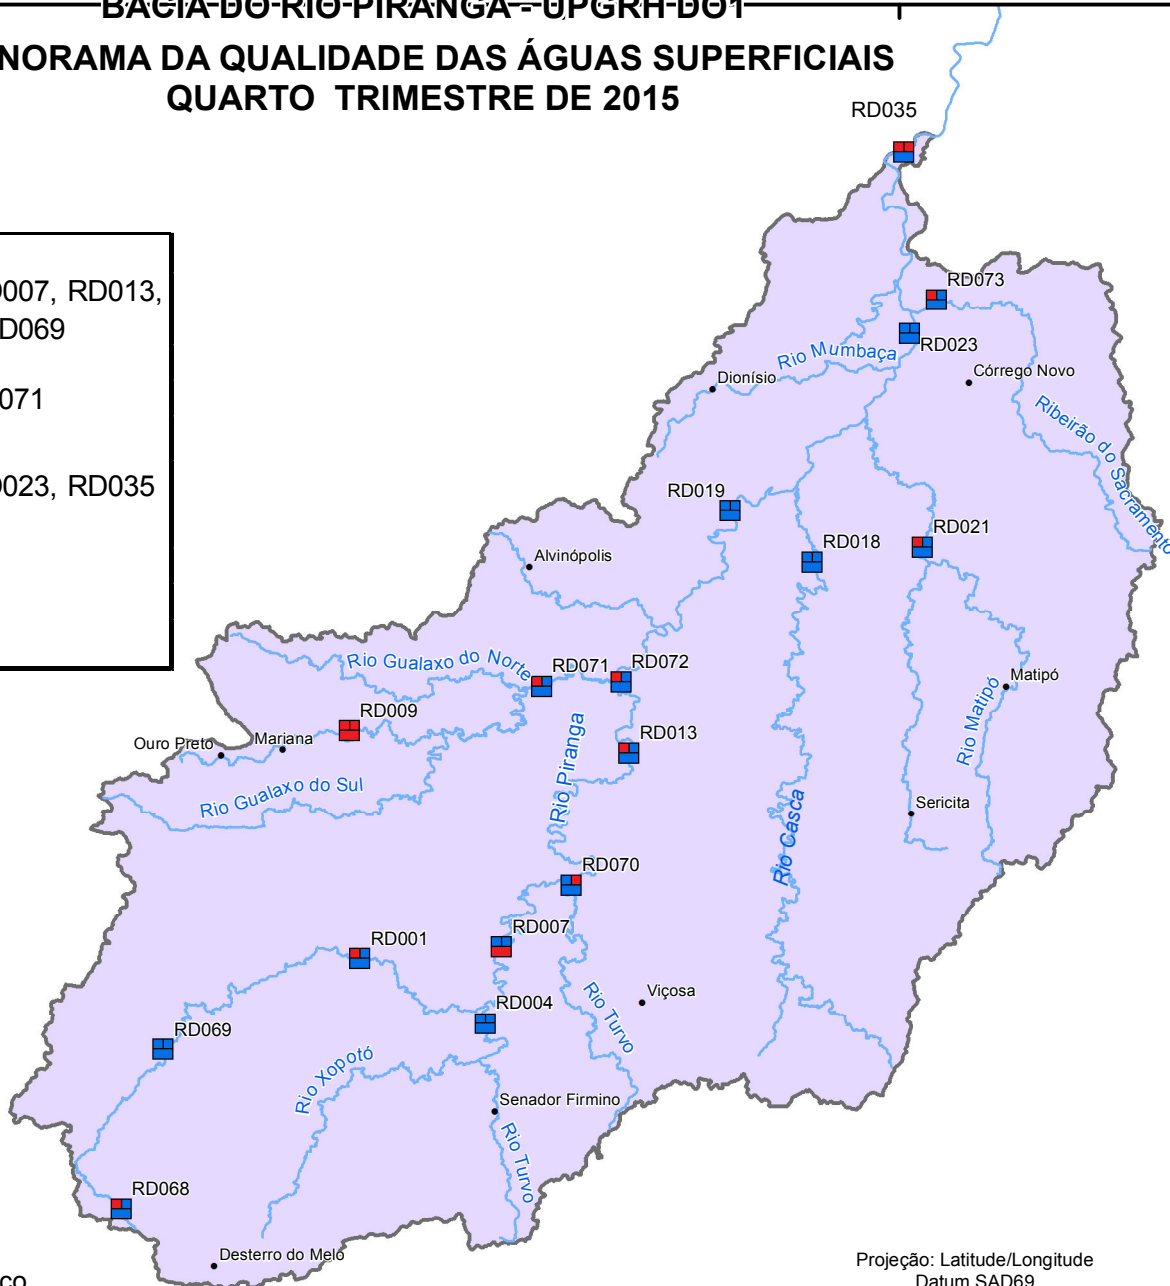 BACIA DO RIO PIRANGA - UPGRH DO1
NORAMA DA QUALIDADE DAS ÁGUAS SUPERFICIAIS
QUARTO TRIMESTRE DE 2015
RD035
007, RD013,
D069
071
023, RD035
RD073
RD023
Rio Mumbaça
Córrego Novo
Dionísio
Ribeirão do Sacramento
RD019
RD021
RD018
Alvinópolis
Rio Gualaxo do Norte
RD071
RD072
Matipó
RD009
Ouro Preto
Mariana
RD013
Rio Piranga
Rio Matipó
Rio Gualaxo do Sul
Sericita
Rio Casca
RD070
RD007
RD001
RD004
Viçosa
Rio Turvo
RD069
Rio Xopotó
Senador Firmino
Rio Turvo
RD068
Desterro do Melo
Projeção: Latitude/Longitude
Datum SAD69